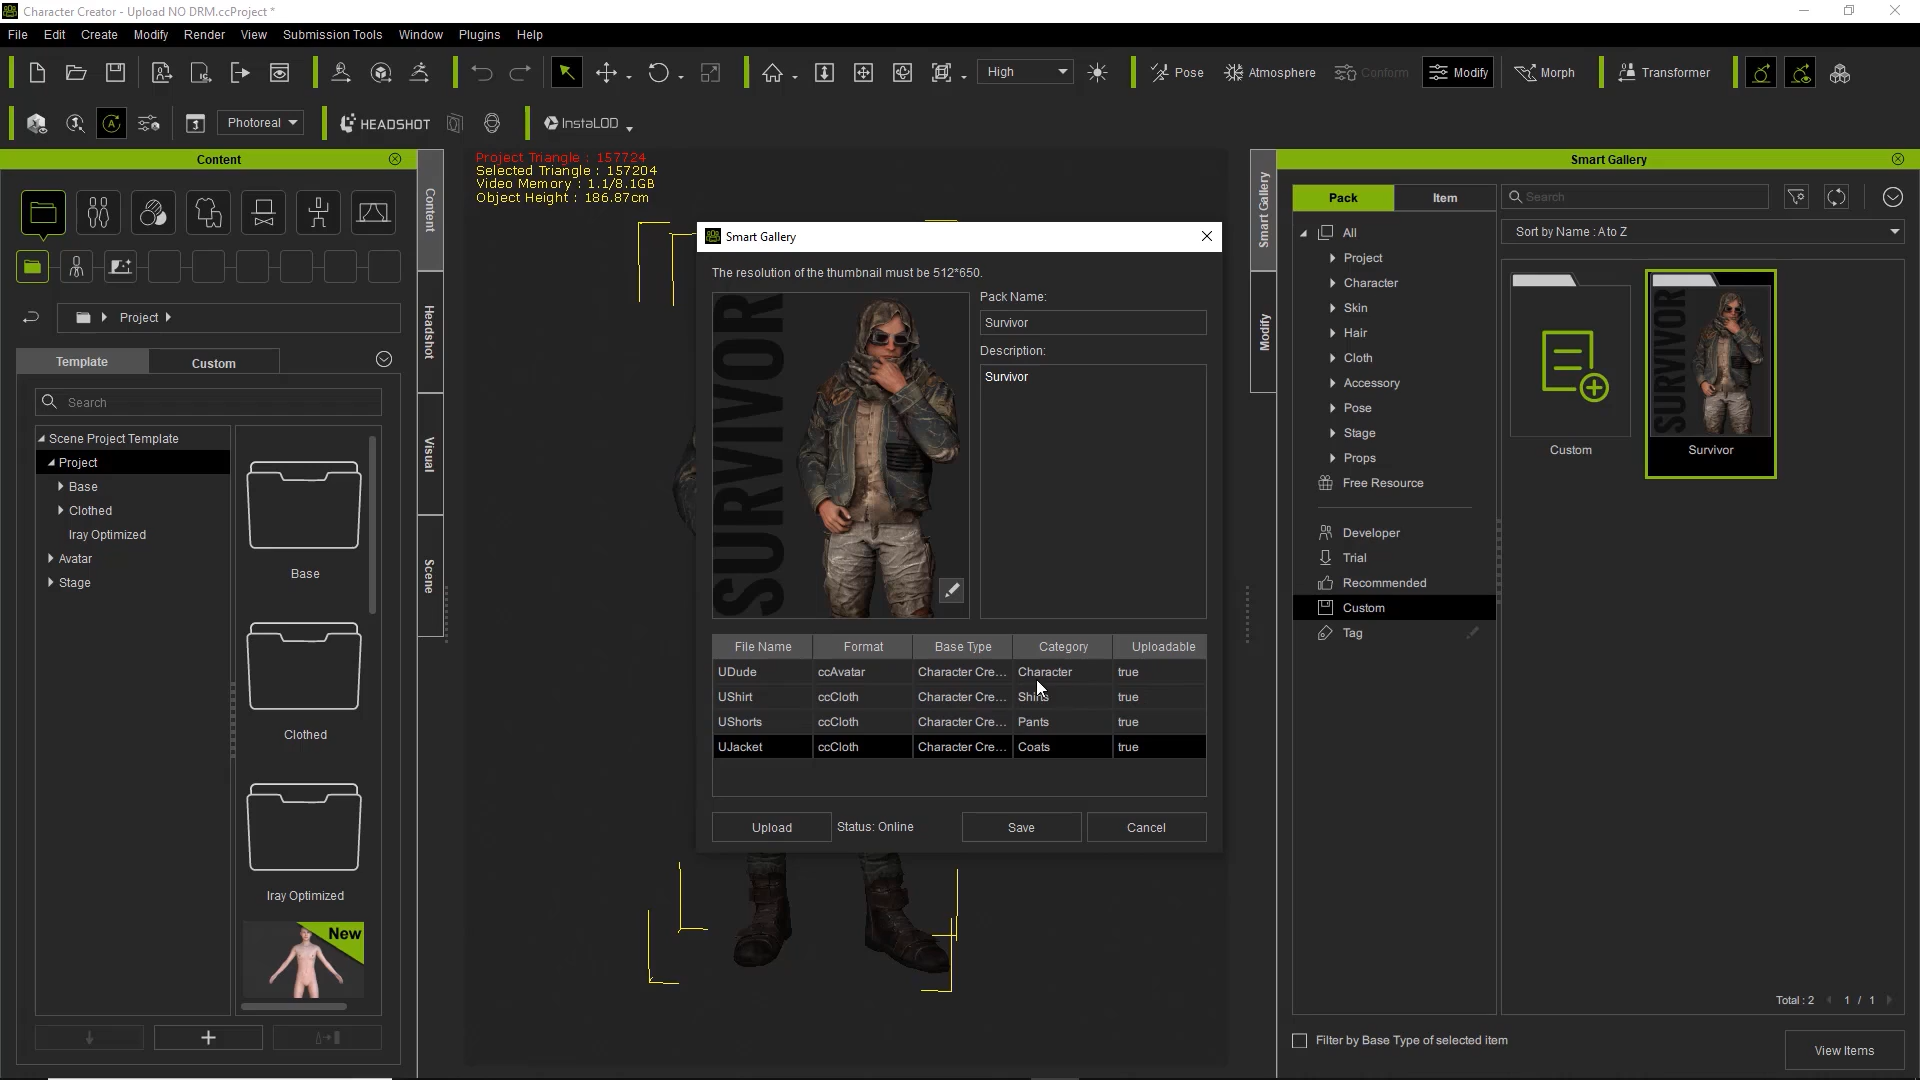 Character Creator - Upload NO DRM.ccProject *
File Edit Create Modify Render View Submission Tools Window Plugins Help
High
Pose
Atmosphere
Conform
Modify
Morph
Transformer
Photoreal
HEADSHOT
InstaLOD
Content
Template
Custom
Project
Search
Scene Project Template
Project
Base
Clothed
Iray Optimized
Avatar
Stage
Base
Clothed
Iray Optimized
New
Content
Headshot
Visual
Scene
Project Triangle : 157724
Selected Triangle : 157204
Video Memory : 1.1/8.1GB
Object Height : 186.87cm
Smart Gallery
The resolution of the thumbnail must be 512*650.
SURVIVOR
Pack Name:
Survivor
Description:
Survivor
File Name Format Base Type Category Uploadable
UDude ccAvatar Character Cre... Character true
UShirt ccCloth Character Cre... Shirts true
UShorts ccCloth Character Cre... Pants true
UJacket ccCloth Character Cre... Coats true
Upload
Status: Online
Save
Cancel
Smart Gallery
Modify
Smart Gallery
Pack
Item
Search
Sort by Name : A to Z
All
Project
Character
Skin
Hair
Cloth
Accessory
Pose
Stage
Props
Free Resource
Developer
Trial
Recommended
Custom
Tag
Custom
SURVIVOR
Survivor
Total : 2 1 / 1
Filter by Base Type of selected item
View Items